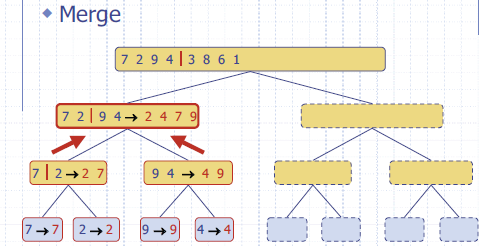 Merge
7 2 9 4 | 3 8 6 1
7 2 | 9 4 → 2 4 7 9
7 | 2 → 2 7
9 4 → 4 9
7 → 7
2 → 2
9 → 9
4 → 4